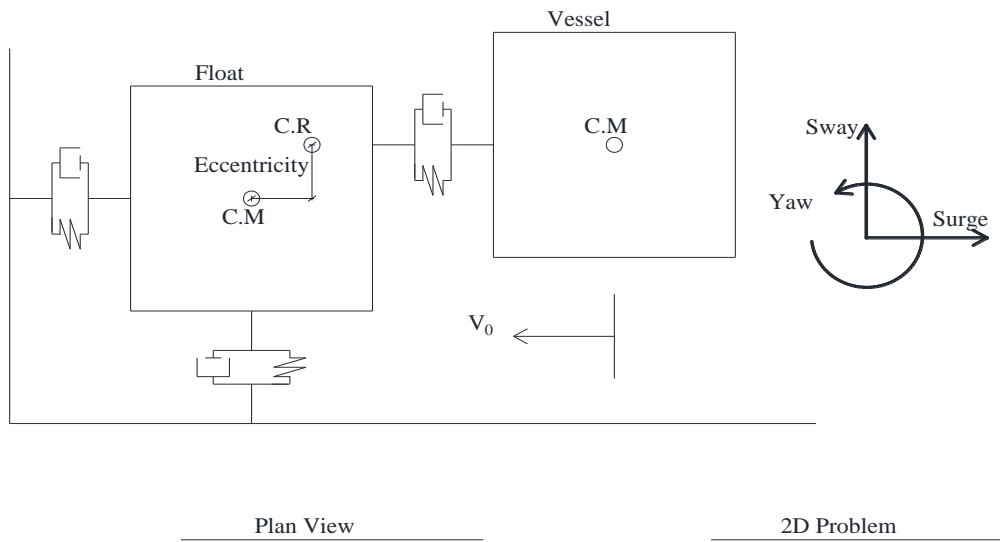 Vessel
Float
C.R
C.M
Sway
Eccentricity
C.M
Yaw
Surge
V₀
Plan View
2D Problem